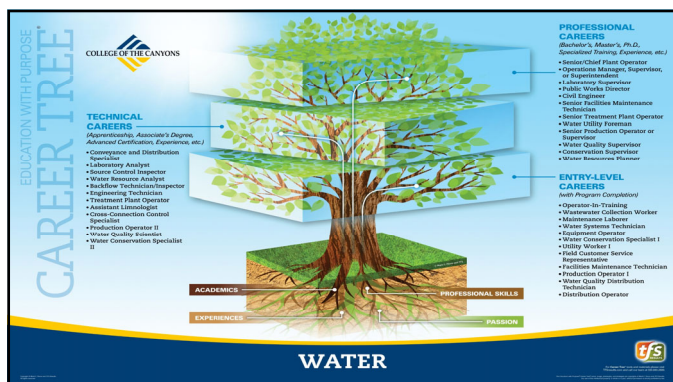 EDUCATION WITH PURPOSE
CAREER TREE
COLLEGE OF THE CANYONS
TECHNICAL
CAREERS
(Apprenticeship, Associate's Degree,
Advanced Certification, Experience, etc.)
• Conveyance and Distribution
Specialist
• Laboratory Analyst
• Source Control Inspector
• Water Resource Analyst
• Backflow Technician/Inspector
• Engineering Technician
• Treatment Plant Operator
• Assistant Limnologist
• Cross-Connection Control
Specialist
• Production Operator II
• Water Quality Scientist
• Water Conservation Specialist
II
PROFESSIONAL
CAREERS
(Bachelor's, Master's, Ph.D.,
Specialized Training, Experience, etc.)
• Senior/Chief Plant Operator
• Operations Manager, Supervisor,
or Superintendent
• Laboratory Supervisor
• Public Works Director
• Civil Engineer
• Senior Facilities Maintenance
Technician
• Senior Treatment Plant Operator
• Water Utility Foreman
• Senior Production Operator or
Supervisor
• Water Quality Supervisor
• Conservation Supervisor
• Water Resources Planner
ENTRY-LEVEL
CAREERS
(with Program Completion)
• Operator-In-Training
• Wastewater Collection Worker
• Maintenance Laborer
• Water Systems Technician
• Equipment Operator
• Water Conservation Specialist I
• Utility Worker I
• Field Customer Service
Representative
• Facilities Maintenance Technician
• Production Operator I
• Water Quality Distribution
Technician
• Distribution Operator
ACADEMICS
PROFESSIONAL SKILLS
EXPERIENCES
PASSION
WATER
tfs